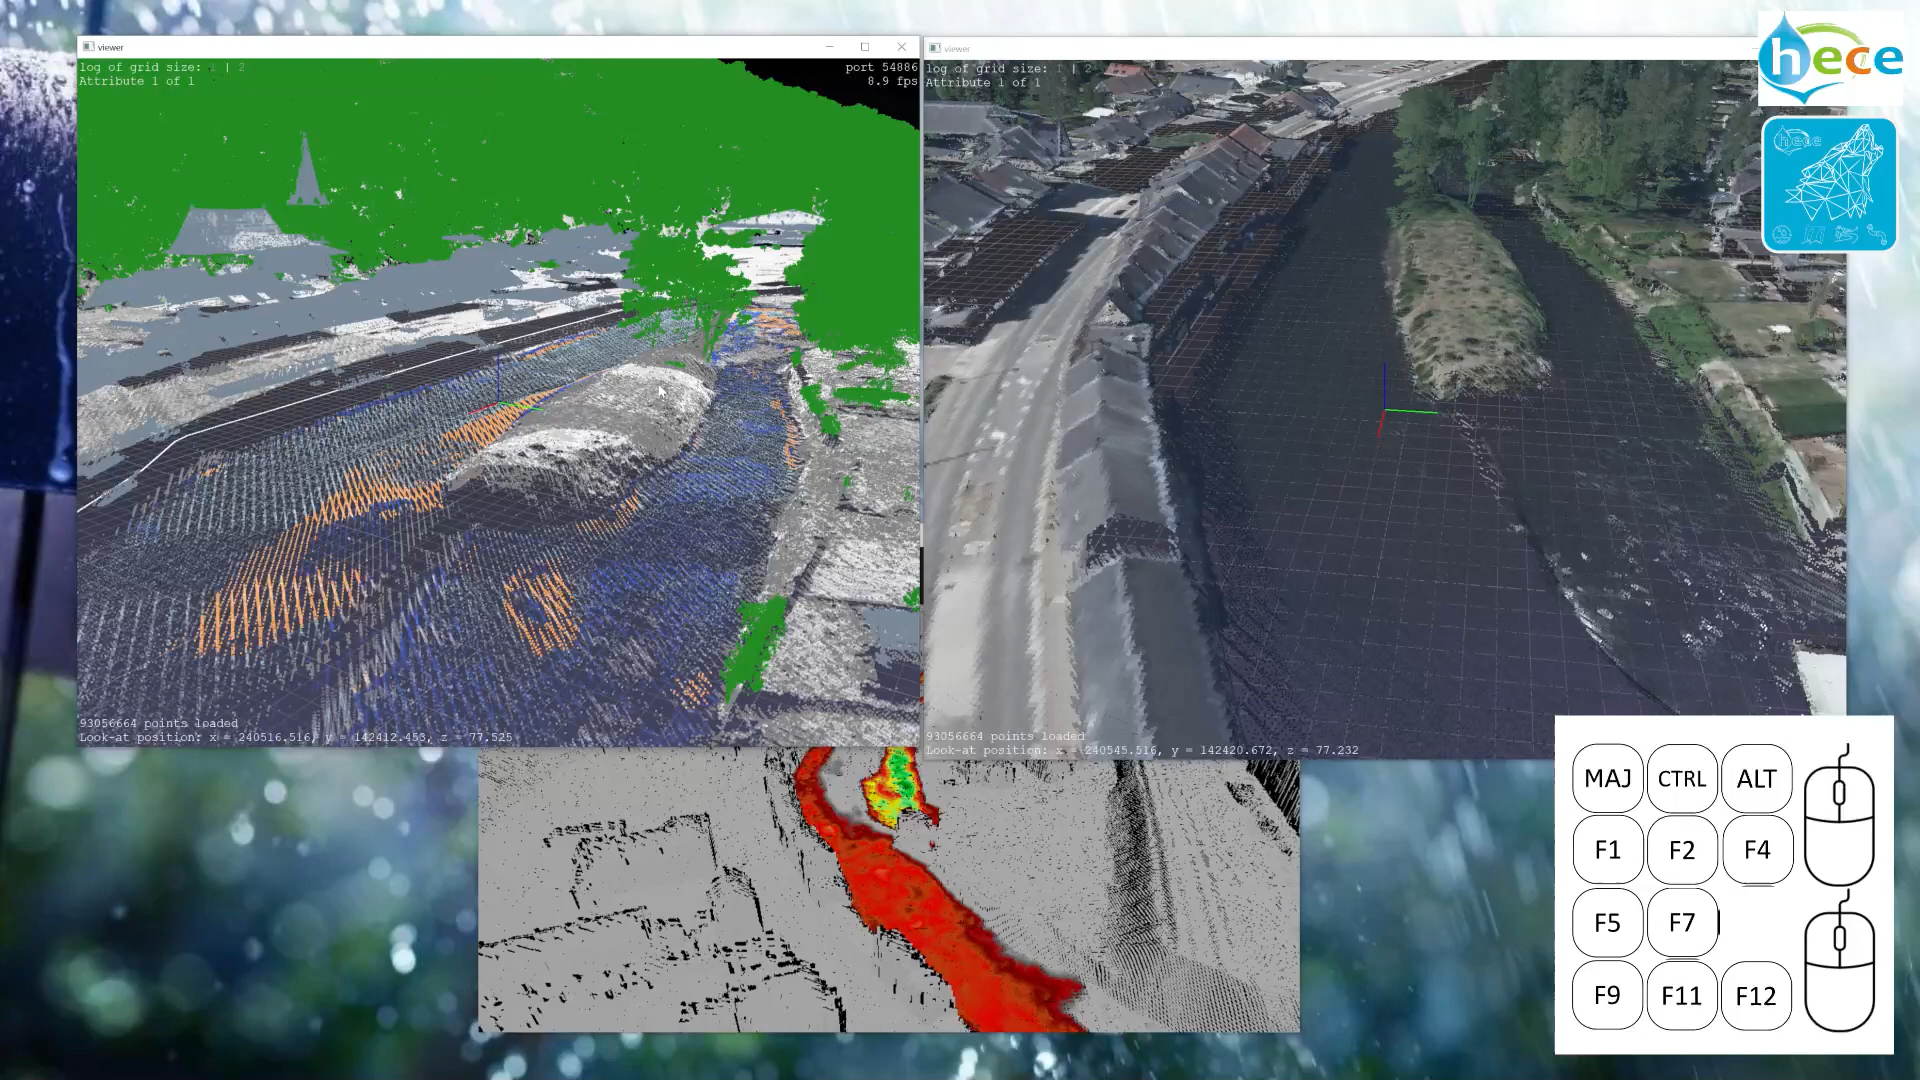 viewer
log of grid size: 1 | 2
Attribute 1 of 1
port 54886
8.9 fps
93056664 points loaded
Look-at position: x = 240516.516, y = 142412.453, z = 77.525
viewer
log of grid size: 1 | 2
Attribute 1 of 1
93056664 points loaded
Look-at position: x = 240545.516, y = 142420.672, z = 77.232
hece
hece
MAJ CTRL ALT
F1 F2 F4
F5 F7
F9 F11 F12